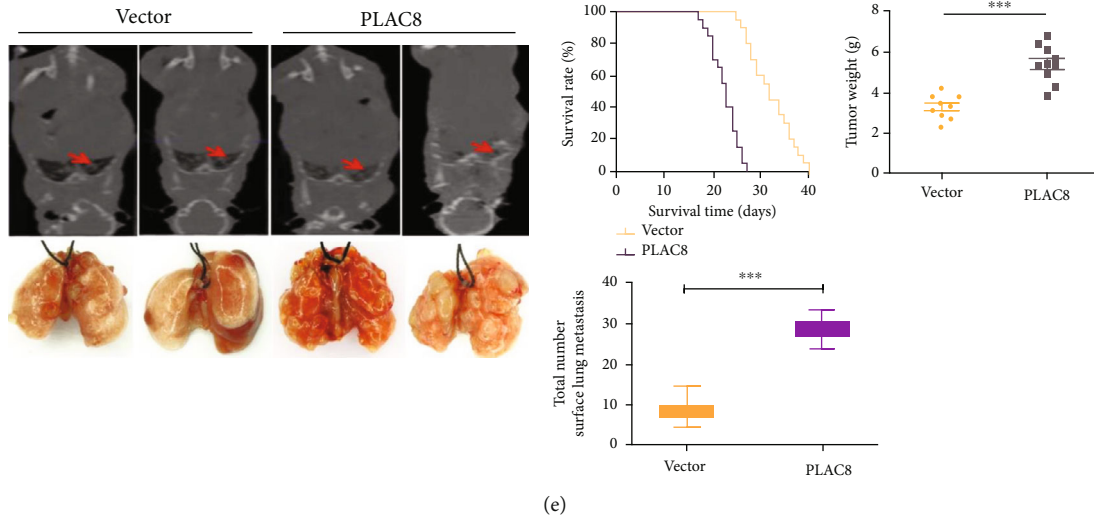 Vector
PLAC8
Survival rate (%)
100
80
60
40
20
0
0
10
20
30
40
Survival time (days)
Vector
PLAC8
Tumor weight (g)
8
6
4
2
0
***
Vector
PLAC8
Total number
surface lung metastasis
40
30
20
10
0
***
Vector
PLAC8
(e)